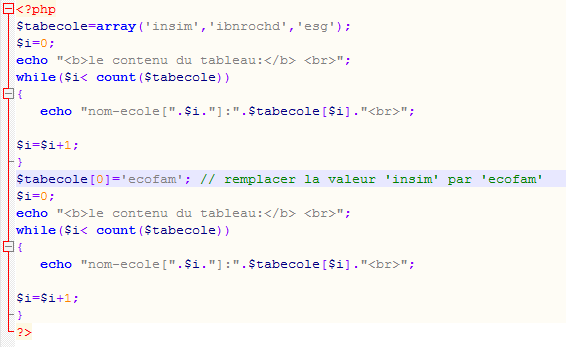 <?php
$tabecole=array('insim','ibnrochd','esg');
$i=0;
echo "<b>le contenu du tableau:</b> <br>";
while($i< count($tabecole))
{
echo "nom-ecole[".$i."]:".$tabecole[$i]."<br>";
$i=$i+1;
}
$tabecole[0]='ecofam'; // remplacer la valeur 'insim' par 'ecofam'
$i=0;
echo "<b>le contenu du tableau:</b> <br>";
while($i< count($tabecole))
{
echo "nom-ecole[".$i."]:".$tabecole[$i]."<br>";
$i=$i+1;
}
?>